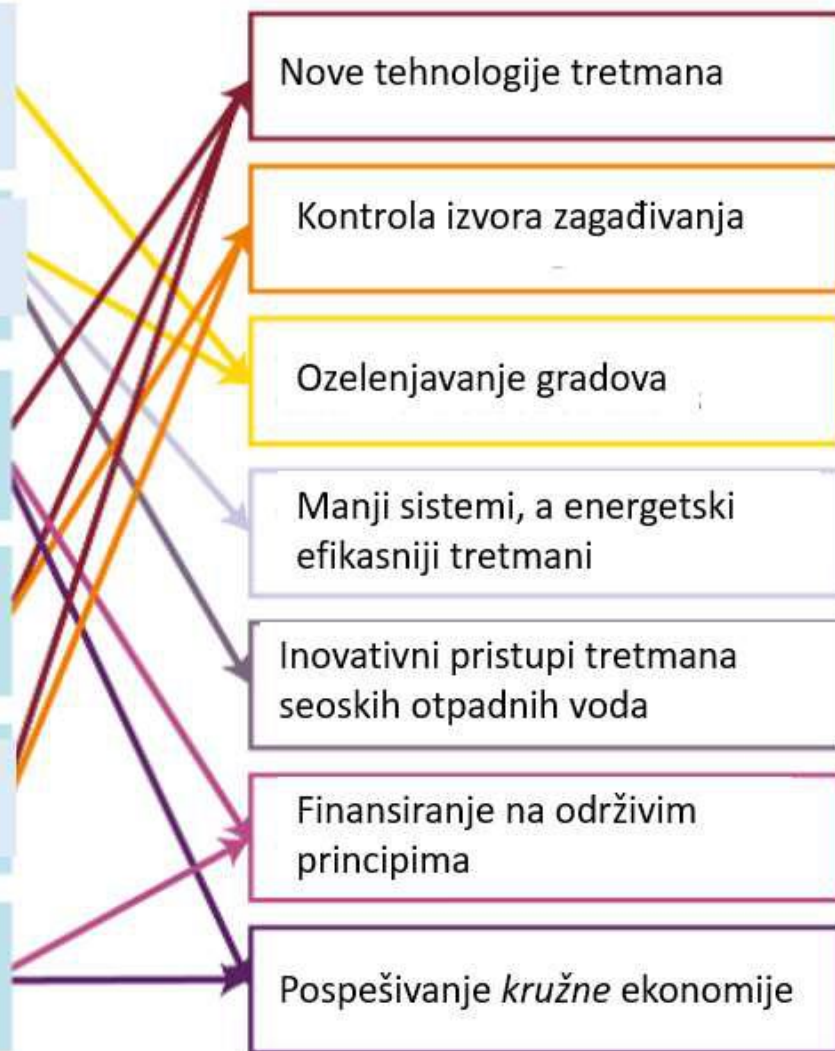 Nove tehnologije tretmana
Kontrola izvora zagađivanja
Ozelenjavanje gradova
Manji sistemi, a energetski
efikasniji tretmani
Inovativni pristupi tretmana
seoskih otpadnih voda
Finansiranje na održivim
principima
Pospešivanje kružne ekonomije